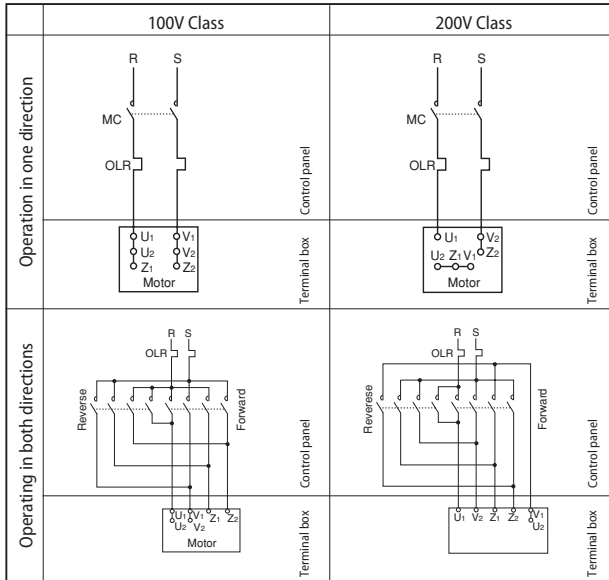 100V Class
200V Class
Operation in one direction
R S
MC
OLR
Control panel
R S
MC
OLR
Control panel
U1 V1
U2 V2
Z1 Z2
Motor
Terminal box
U1 V2
U2 Z1 V1 Z2
Motor
Terminal box
Operating in both directions
R S
OLR
Reverse
Forward
Control panel
R S
OLR
Reverese
Forward
Control panel
U1 V1 Z1 Z2
U2 V2
Motor
Terminal box
U1 V2 Z1 Z2 V1
U2
Terminal box